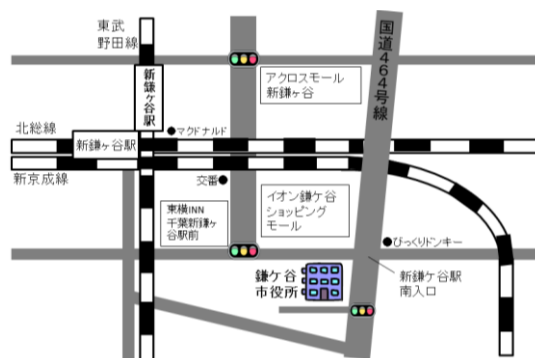 東武
野田線
新鎌ヶ谷駅
国道464号線
アクロスモール
新鎌ヶ谷
北総線
マクドナルド
新鎌ヶ谷駅
新京成線
交番
東横INN
千葉新鎌ヶ
谷駅前
イオン鎌ケ谷
ショッピング
モール
びっくりドンキー
鎌ケ谷
市役所
新鎌ケ谷駅
南入口